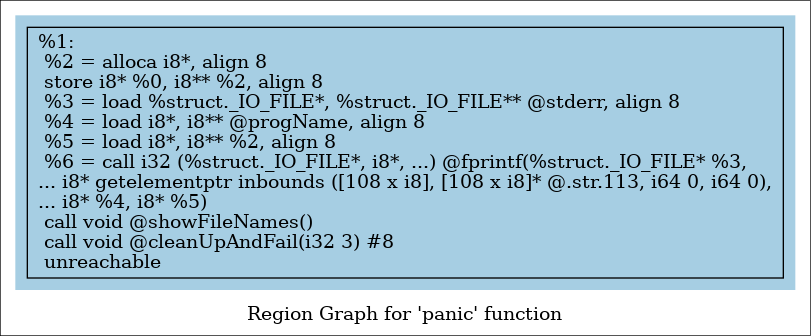 %1:
%2 = alloca i8*, align 8
store i8* %0, i8** %2, align 8
%3 = load %struct._IO_FILE*, %struct._IO_FILE** @stderr, align 8
%4 = load i8*, i8** @progName, align 8
%5 = load i8*, i8** %2, align 8
%6 = call i32 (%struct._IO_FILE*, i8*, ...) @fprintf(%struct._IO_FILE* %3,
... i8* getelementptr inbounds ([108 x i8], [108 x i8]* @.str.113, i64 0, i64 0),
... i8* %4, i8* %5)
call void @showFileNames()
call void @cleanUpAndFail(i32 3) #8
unreachable
Region Graph for 'panic' function